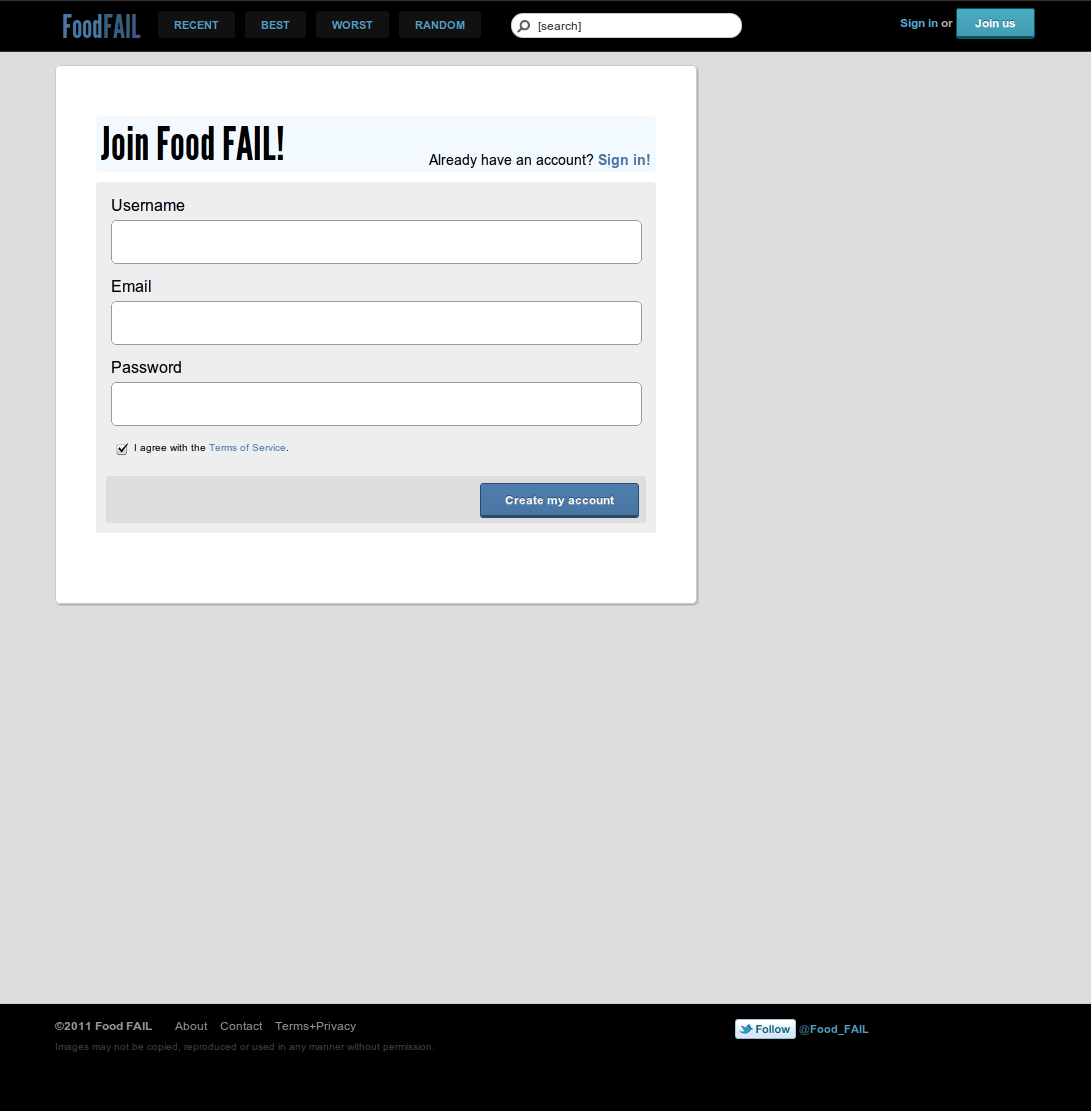 FoodFAIL RECENT BEST WORST RANDOM [search] Sign in or Join us
Join Food FAIL!
Already have an account? Sign in!
Username
Email
Password
I agree with the Terms of Service.
Create my account
©2011 Food FAIL About Contact Terms+Privacy
Follow @Food_FAIL
Images may not be copied, reproduced or used in any manner without permission.